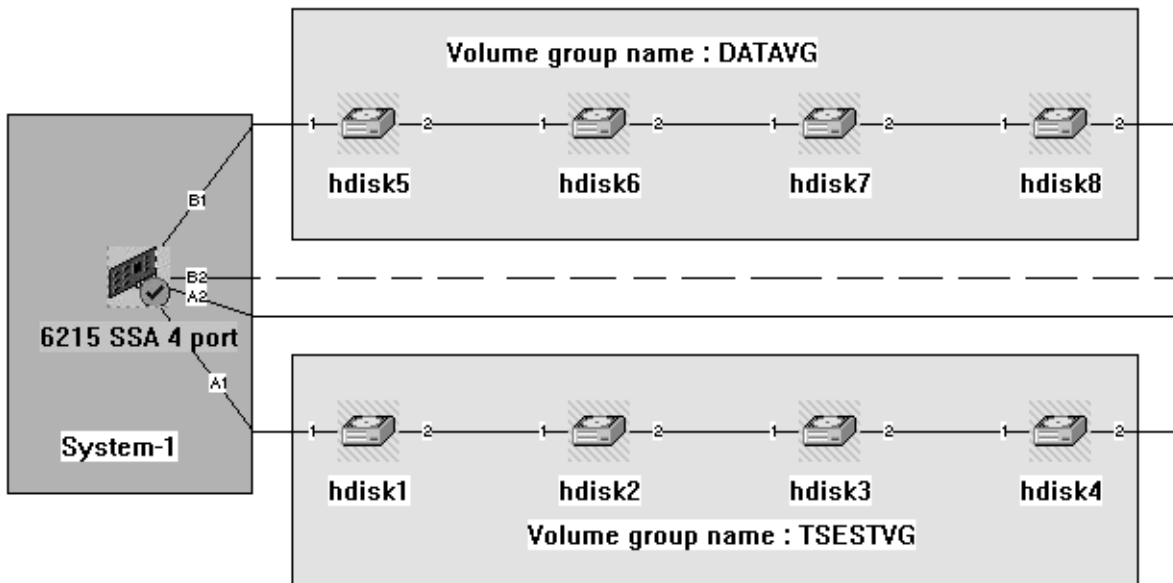 Volume group name : DATAVG
1 2 1 2 1 2 1 2
hdisk5 hdisk6 hdisk7 hdisk8
B1
B2
A2
6215 SSA 4 port
A1
System-1
1 2 1 2 1 2 1 2
hdisk1 hdisk2 hdisk3 hdisk4
Volume group name : TSESTVG